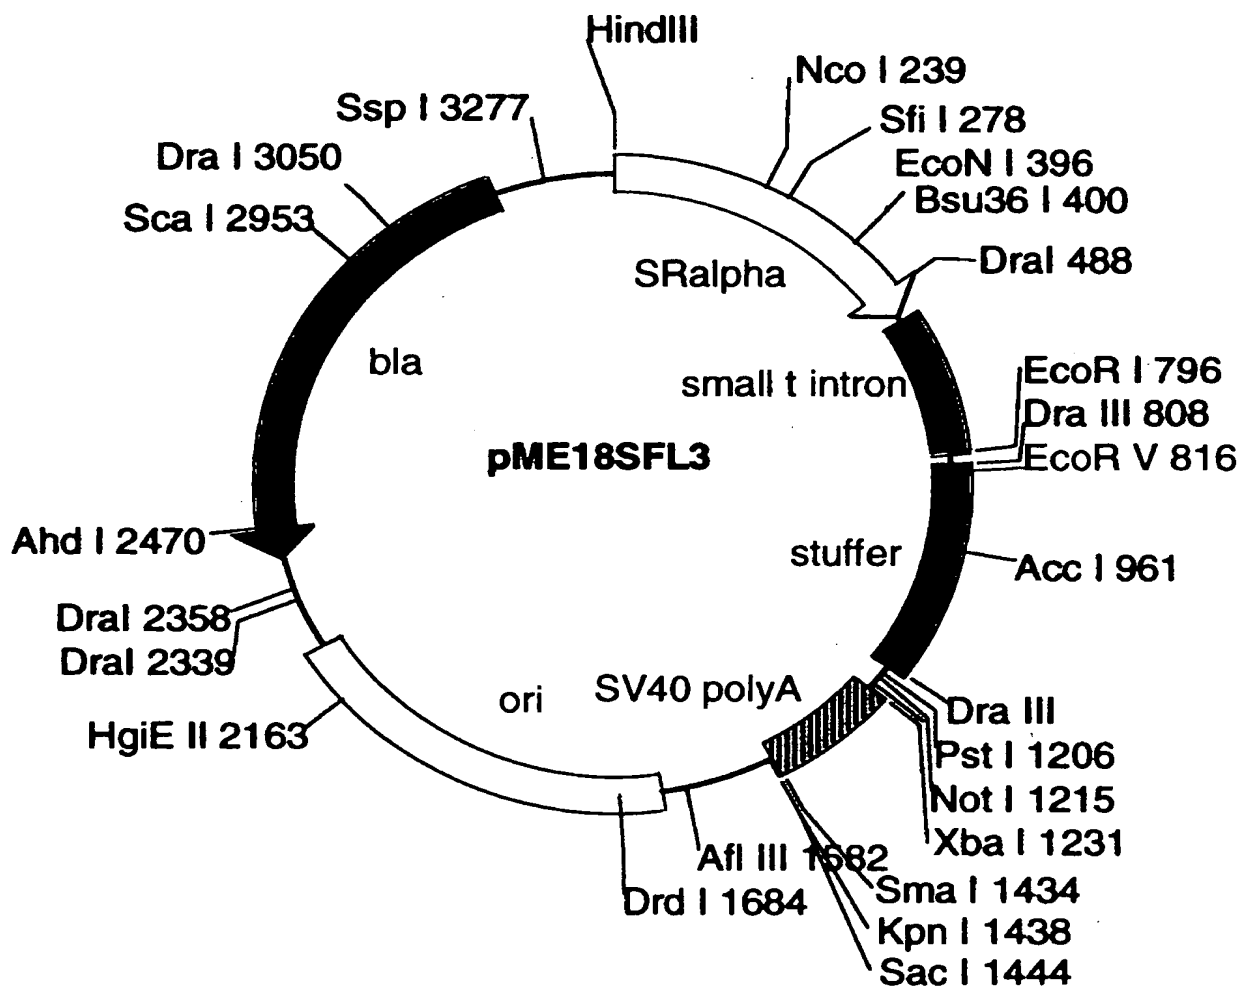 HindIII
Nco I 239
Ssp I 3277
Sfi I 278
Dra I 3050
EcoN I 396
Bsu36 I 400
Sca I 2953
DraI 488
SRalpha
bla
small t intron
EcoR I 796
Dra III 808
pME18SFL3
EcoR V 816
Ahd I 2470
stuffer
Acc I 961
DraI 2358
DraI 2339
ori
SV40 polyA
Dra III
HgiE II 2163
Pst I 1206
Not I 1215
Xba I 1231
Afl III 1582
Sma I 1434
Drd I 1684
Kpn I 1438
Sac I 1444